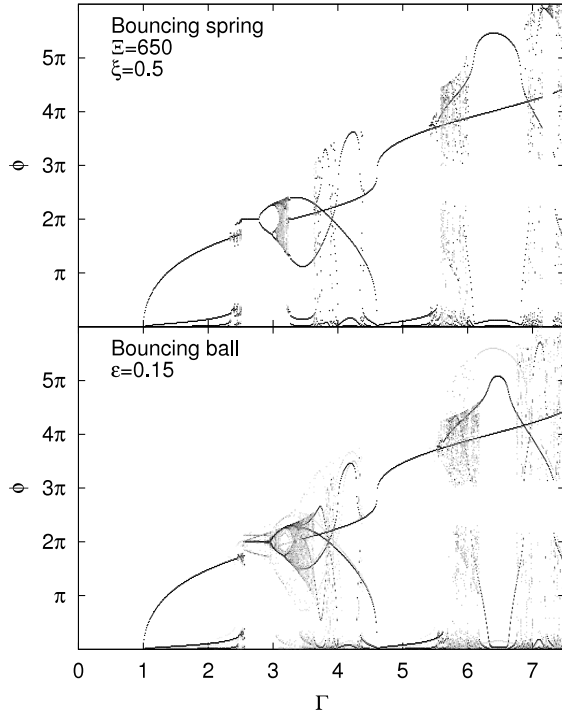 Bouncing spring
Ξ=650
ξ=0.5
5π
4π
3π
2π
π
ϕ
Bouncing ball
ε=0.15
5π
4π
3π
2π
π
ϕ
0 1 2 3 4 5 6 7
Γ